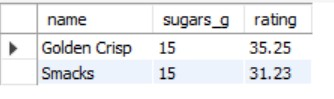 name sugars_g rating
Golden Crisp 15 35.25
Smacks 15 31.23